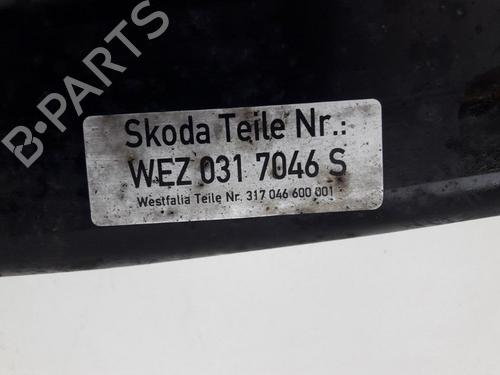 B-PARTS
Skoda Teile Nr.:
WEZ 031 7046 S
Westfalia Teile Nr. 317 046 600 001